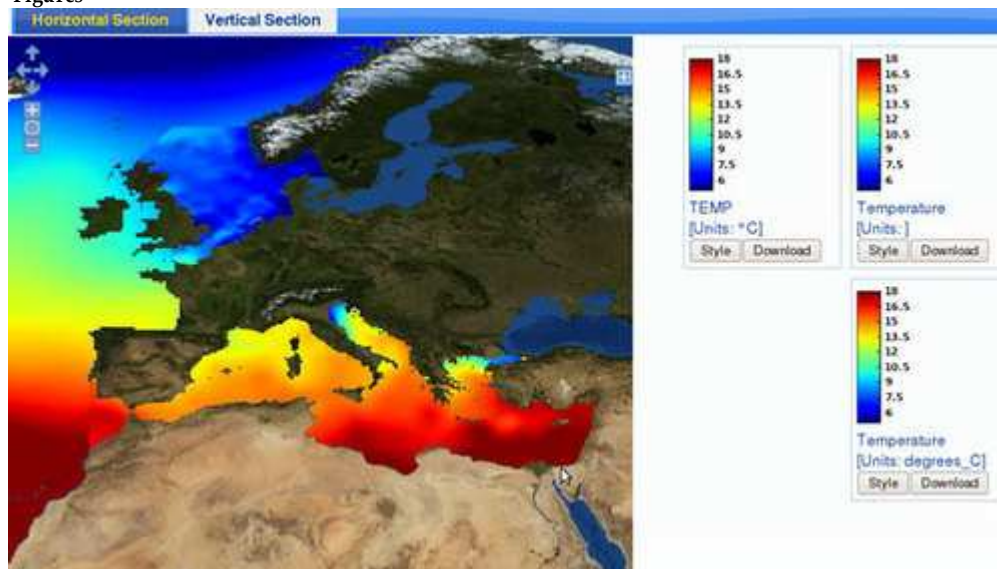 Figures
Horizontal Section
Vertical Section
18
16.5
15
13.5
12
10.5
9
7.5
6
TEMP
[Units: °C]
Style
Download
18
16.5
15
13.5
12
10.5
9
7.5
6
Temperature
[Units: ]
Style
Download
18
16.5
15
13.5
12
10.5
9
7.5
6
Temperature
[Units: degrees_C]
Style
Download